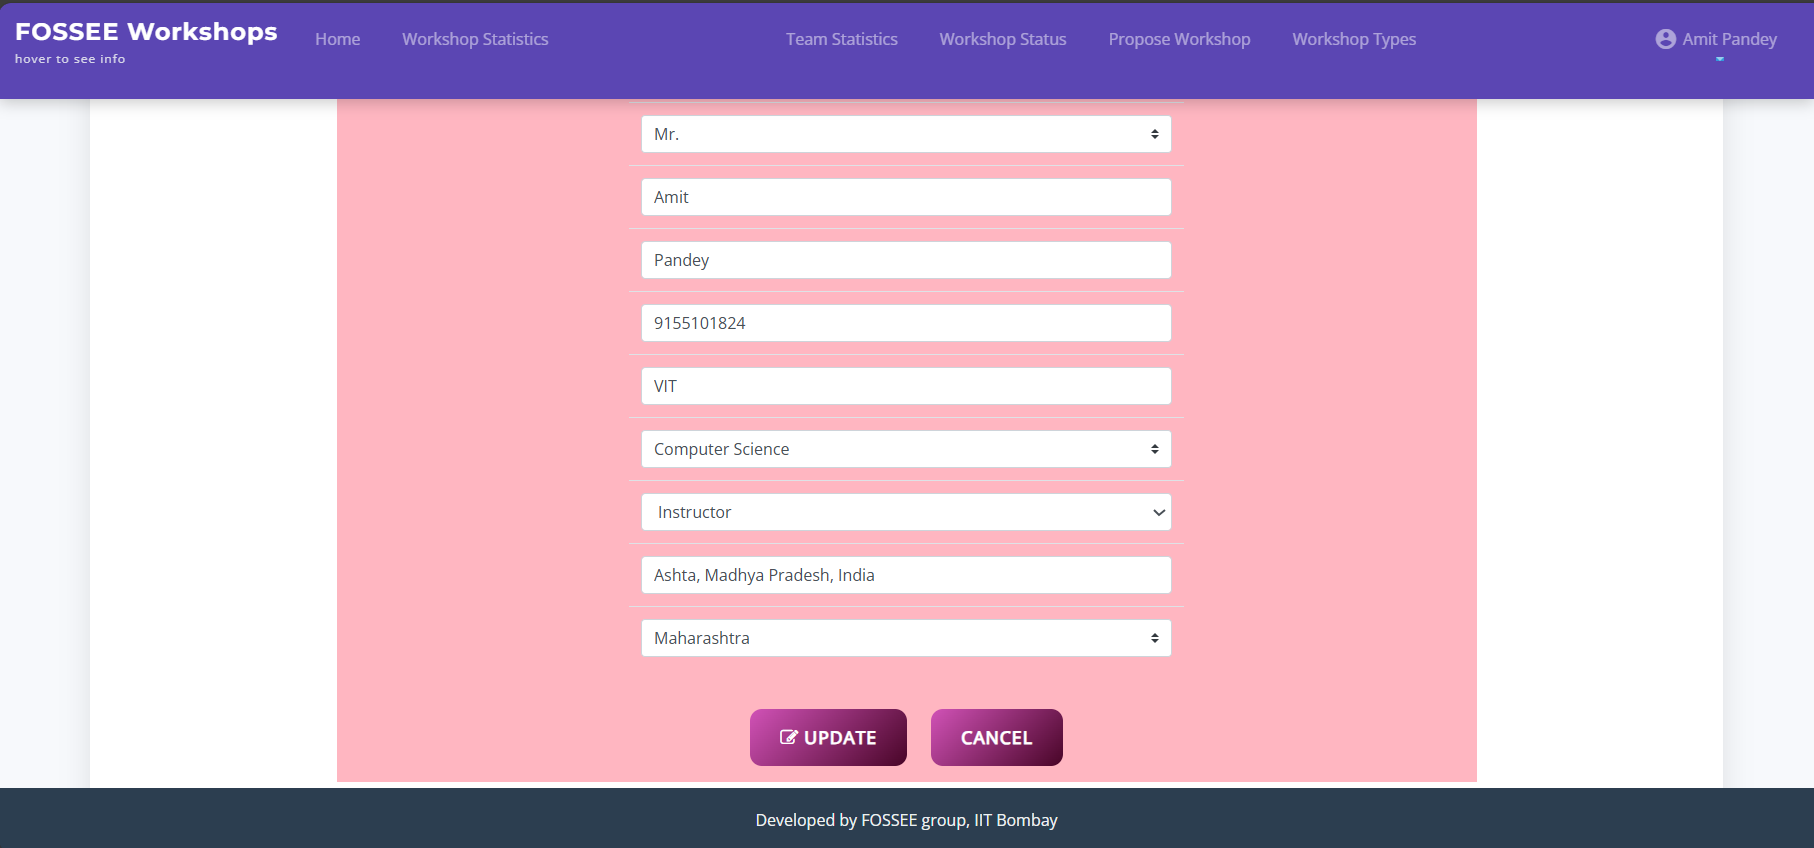 FOSSEE Workshops
hover to see info
Home
Workshop Statistics
Team Statistics
Workshop Status
Propose Workshop
Workshop Types
Amit Pandey
Mr.
Amit
Pandey
9155101824
VIT
Computer Science
Instructor
Ashta, Madhya Pradesh, India
Maharashtra
UPDATE
CANCEL
Developed by FOSSEE group, IIT Bombay